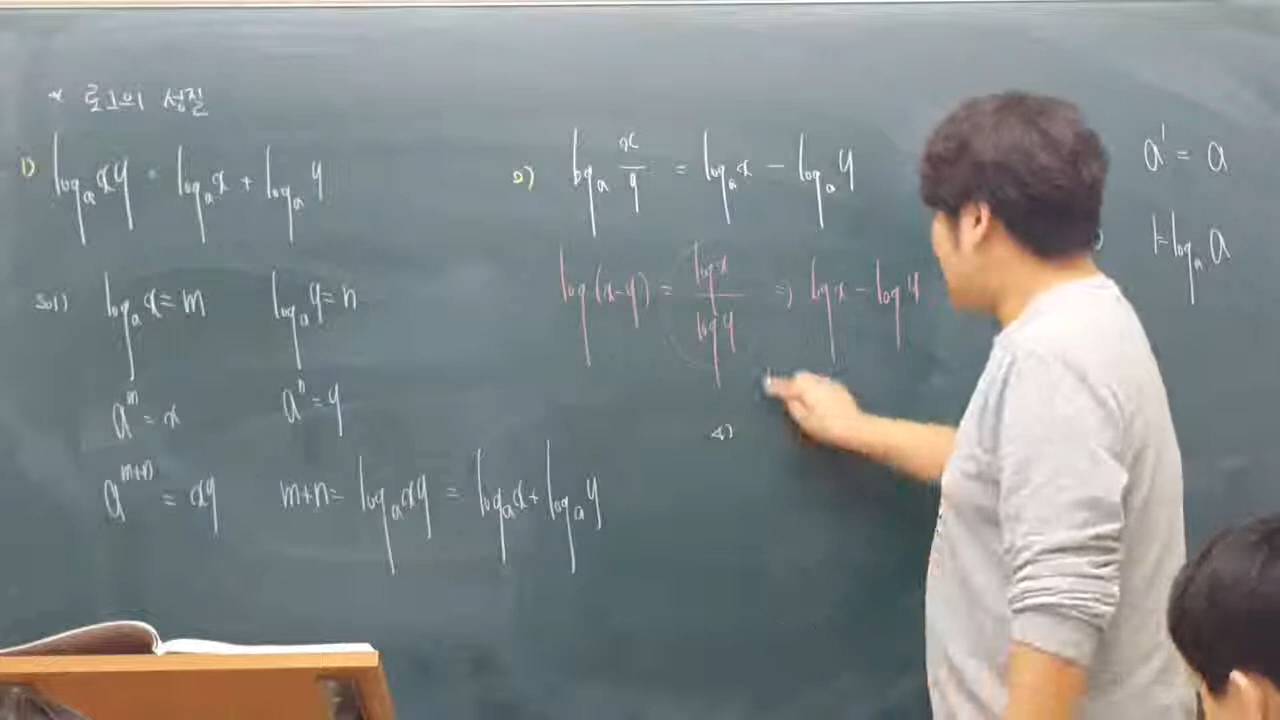 * 로그의 성질
1) logₐxy = logₐx + logₐy
sol) logₐx = m logₐy = n
aᵐ = x aⁿ = y
aᵐ⁺ⁿ = xy m+n = logₐxy = logₐx + logₐy
2) logₐ x/y = logₐx − logₐy
log(x−y) = logx/logy => logx − logy
4)
a¹ = a
1=logₐa